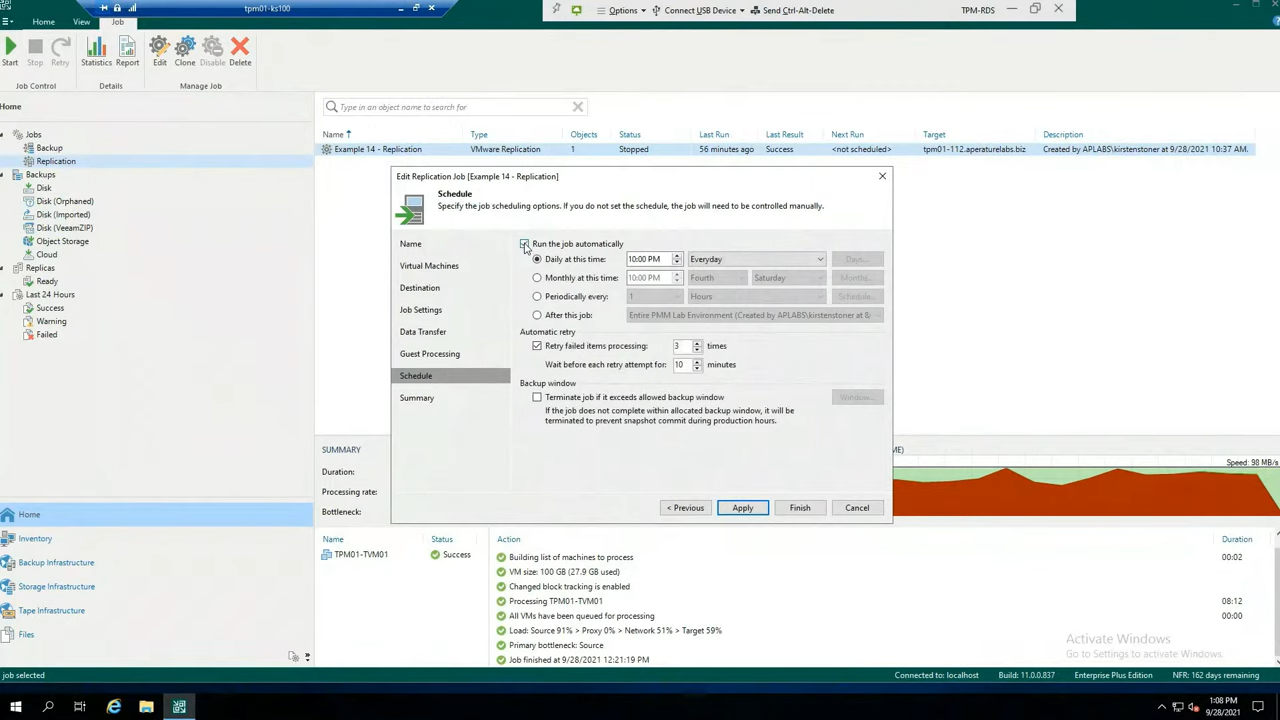 tpm01-ks100
Options
Connect USB Device
Send Ctrl-Alt-Delete
TPM-RDS
Home
View
Job
Start
Stop
Retry
Statistics
Report
Edit
Clone
Disable
Delete
Job Control
Details
Manage Job
Home
Jobs
Backup
Replication
Backups
Disk
Disk (Orphaned)
Disk (Imported)
Disk (VeeamZIP)
Object Storage
Cloud
Replicas
Ready
Last 24 Hours
Success
Warning
Failed
Type in an object name to search for
Name Type Objects Status Last Run Last Result Next Run Target Description
Example 14 - Replication VMware Replication 1 Stopped 56 minutes ago Success <not scheduled> tpm01-112.aperaturelabs.biz Created by APLABS\kirstenstoner at 9/28/2021 10:37 AM.
Edit Replication Job [Example 14 - Replication]
Schedule
Specify the job scheduling options. If you do not set the schedule, the job will need to be controlled manually.
Name
Virtual Machines
Destination
Job Settings
Data Transfer
Guest Processing
Schedule
Summary
Run the job automatically
Daily at this time: 10:00 PM Everyday Days...
Monthly at this time: 10:00 PM Fourth Saturday Months...
Periodically every: 1 Hours Schedule...
After this job: Entire PMM Lab Environment (Created by APLABS\kirstenstoner at 8/
Automatic retry
Retry failed items processing: 3 times
Wait before each retry attempt for: 10 minutes
Backup window
Terminate job if it exceeds allowed backup window Window...
If the job does not complete within allocated backup window, it will be
terminated to prevent snapshot commit during production hours.
< Previous Apply Finish Cancel
SUMMARY
Duration:
Processing rate:
Bottleneck:
Speed: 98 MB/s
Home
Inventory
Backup Infrastructure
Storage Infrastructure
Tape Infrastructure
Files
Name Status
TPM01-TVM01 Success
Action Duration
Building list of machines to process 00:02
VM size: 100 GB (27.9 GB used)
Changed block tracking is enabled
Processing TPM01-TVM01 08:12
All VMs have been queued for processing 00:00
Load: Source 91% > Proxy 0% > Network 51% > Target 59%
Primary bottleneck: Source
Job finished at 9/28/2021 12:21:19 PM
Activate Windows
Go to Settings to activate Windows.
job selected
Connected to: localhost
Build: 11.0.0.837
Enterprise Plus Edition
NFR: 162 days remaining
1:08 PM
9/28/2021